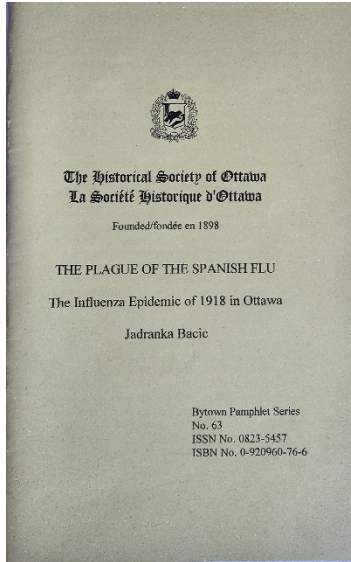 The Historical Society of Ottawa
La Société Historique d'Ottawa
Founded/fondée en 1898
THE PLAGUE OF THE SPANISH FLU
The Influenza Epidemic of 1918 in Ottawa
Jadranka Bacic
Bytown Pamphlet Series
No. 63
ISSN No. 0823-5457
ISBN No. 0-920960-76-6